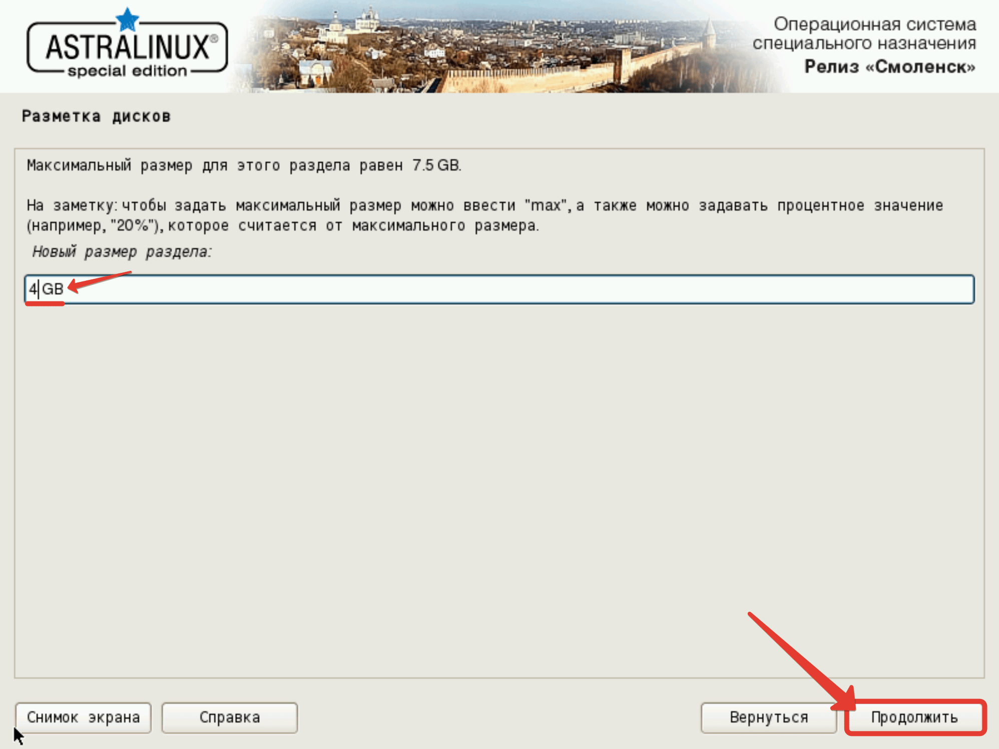 ASTRALINUX®
special edition
Операционная система
специального назначения
Релиз «Смоленск»
Разметка дисков
Максимальный размер для этого раздела равен 7.5 GB.
На заметку: чтобы задать максимальный размер можно ввести "max", а также можно задавать процентное значение
(например, "20%"), которое считается от максимального размера.
Новый размер раздела:
4 GB
Снимок экрана
Справка
Вернуться
Продолжить